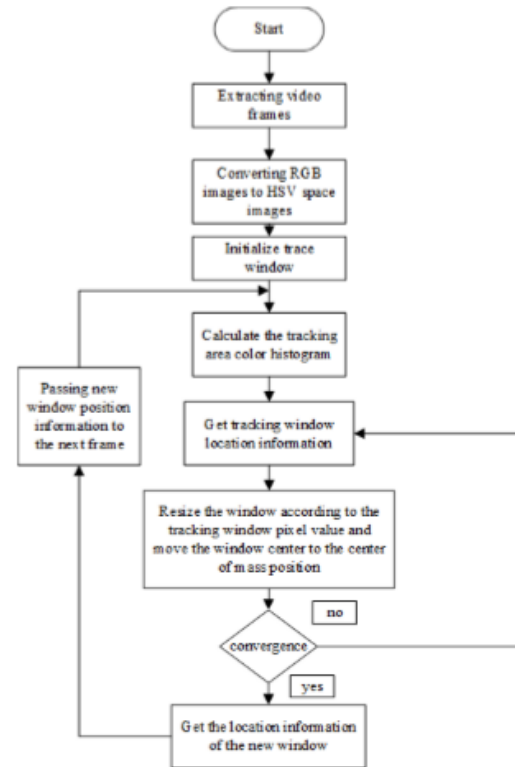 Start
Extracting video
frames
Converting RGB
images to HSV space
images
Initialize trace
window
Calculate the tracking
area color histogram
Passing new
window position
information to
the next frame
Get tracking window
location information
Resize the window according to the
tracking window pixel value and
move the window center to the center
of mass position
no
convergence
yes
Get the location information
of the new window